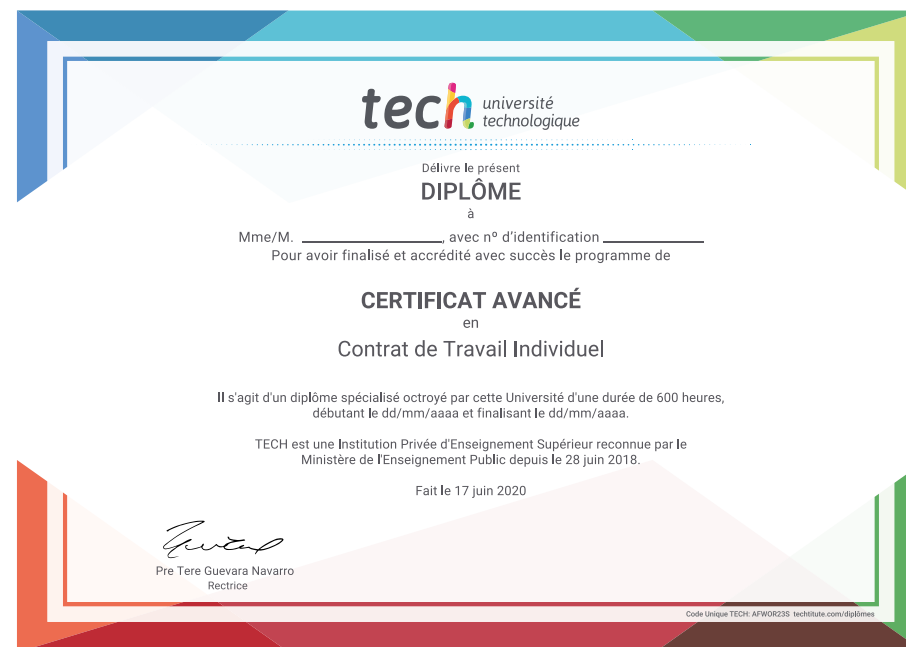 tech université
technologique
Délivre le présent
DIPLÔME
à
Mme/M. ____________, avec nº d'identification ____________
Pour avoir finalisé et accrédité avec succès le programme de
CERTIFICAT AVANCÉ
en
Contrat de Travail Individuel
Il s'agit d'un diplôme spécialisé octroyé par cette Université d'une durée de 600 heures,
débutant le dd/mm/aaaa et finalisant le dd/mm/aaaa.
TECH est une Institution Privée d'Enseignement Supérieur reconnue par le
Ministère de l'Enseignement Public depuis le 28 juin 2018.
Fait le 17 juin 2020
Pre Tere Guevara Navarro
Rectrice
Code Unique TECH: AFWOR23S techtitute.com/diplômes